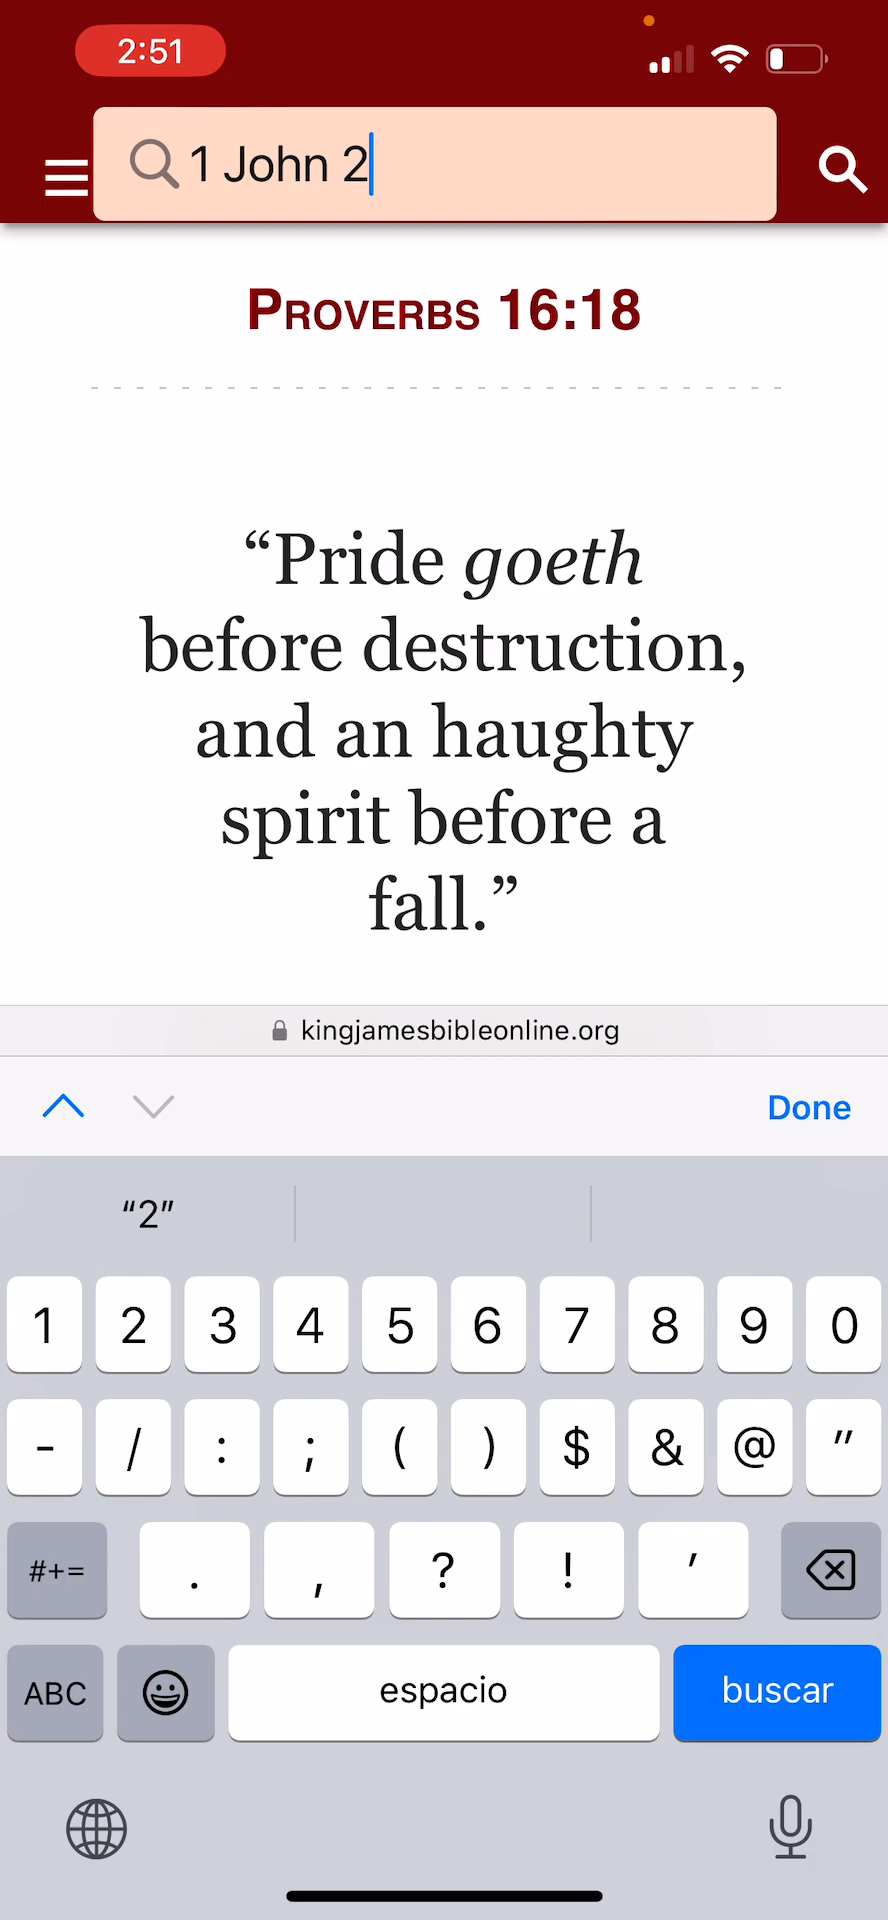 2:51
1 John 2
PROVERBS 16:18
“Pride goeth
before destruction,
and an haughty
spirit before a
fall.”
kingjamesbibleonline.org
Done
“2”
1 2 3 4 5 6 7 8 9 0
- / : ; ( ) $ & @ "
#+= . , ? ! '
ABC espacio buscar